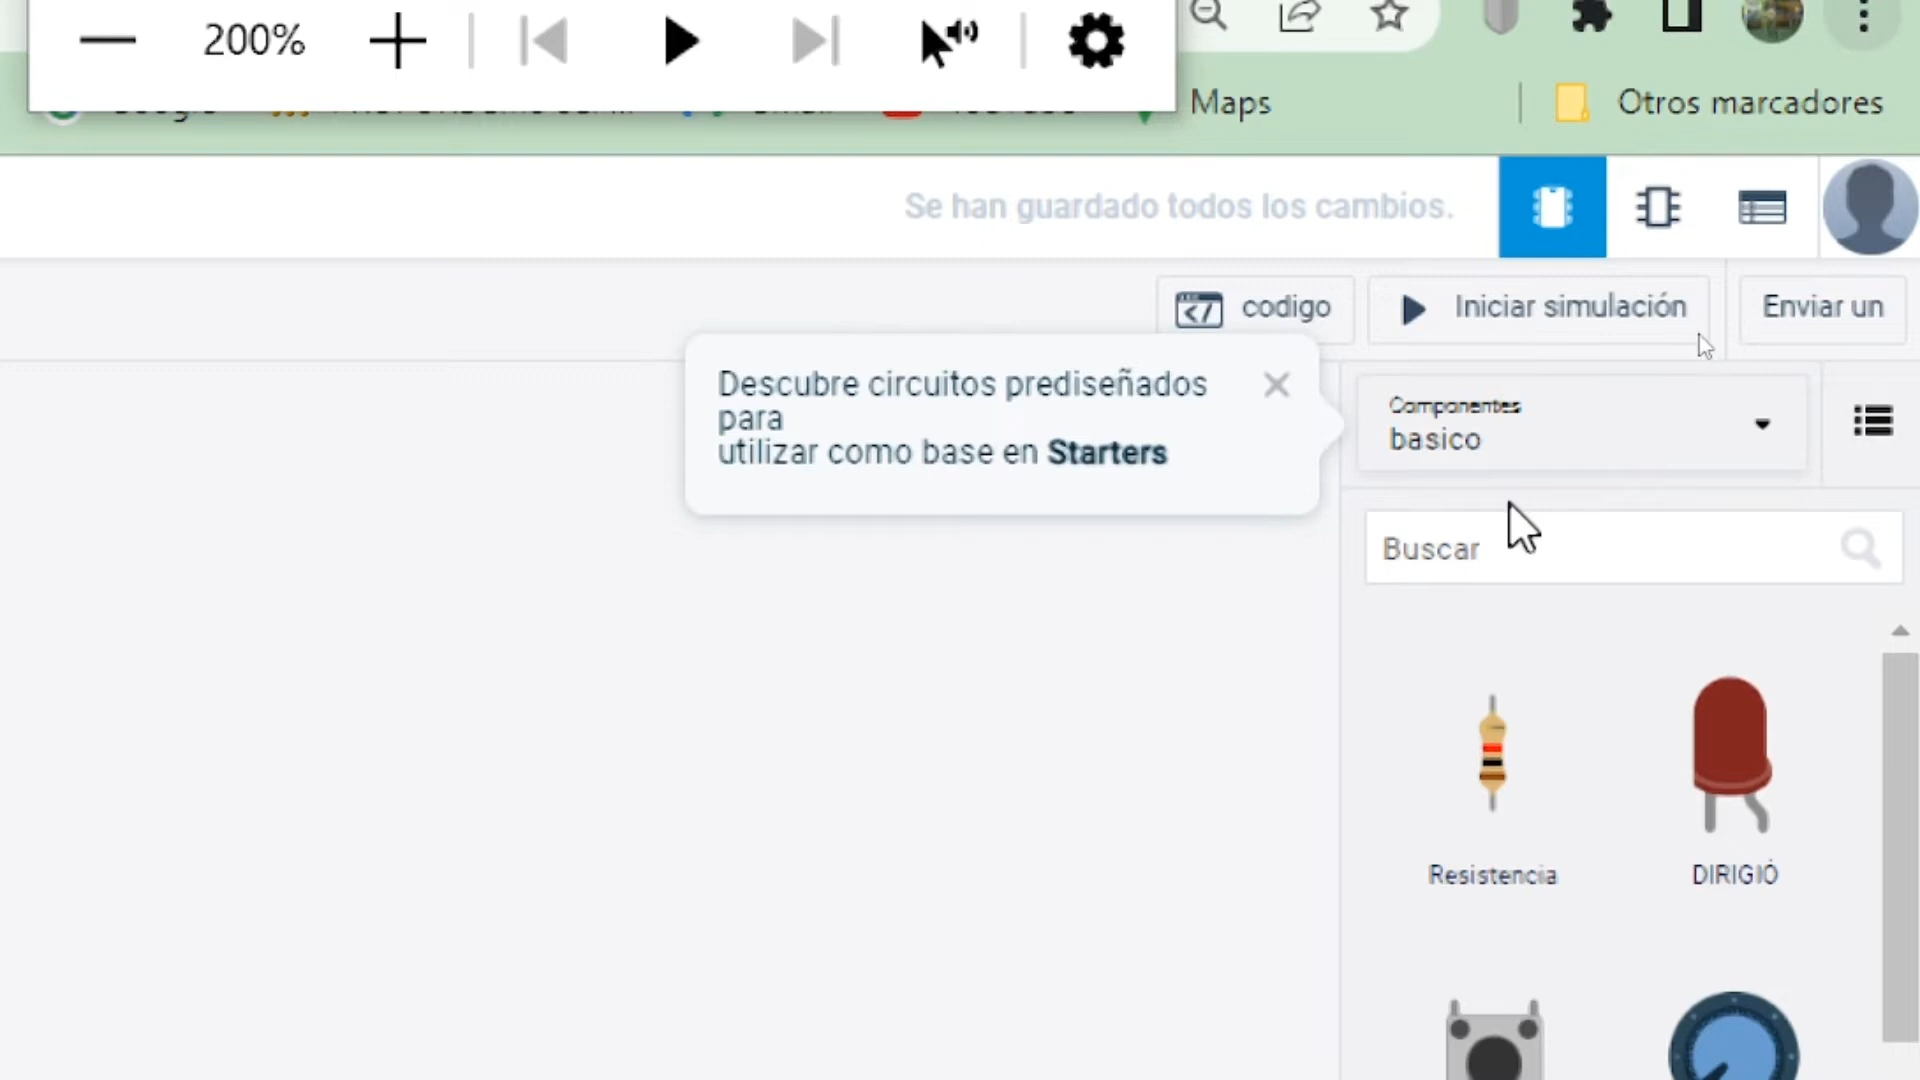 200%
Maps
Otros marcadores
Se han guardado todos los cambios.
codigo
Iniciar simulación
Enviar un
Descubre circuitos prediseñados
para
utilizar como base en Starters
Componentes
basico
Buscar
Resistencia
DIRIGIÓ